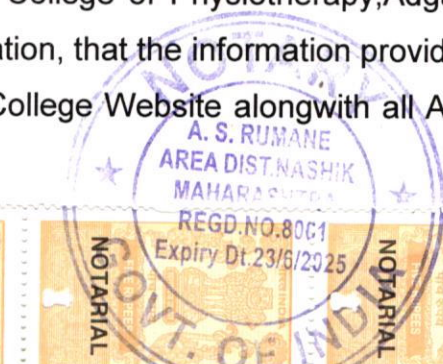 College of Physiotherapy,Adg
ation, that the information provid
College Website alongwith all A
NOTARY
A. S. RUMANE
AREA DIST.NASHIK
MAHARASHTRA
REGD.NO.8001
Expiry Dt.23/6/2025
GOVT. OF INDIA
NOTARIAL
NOTARIAL